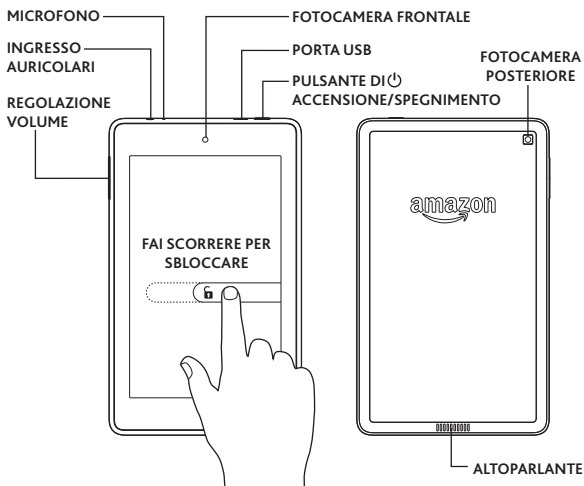 MICROFONO
INGRESSO
AURICOLARI
REGOLAZIONE
VOLUME
FOTOCAMERA FRONTALE
PORTA USB
PULSANTE DI
ACCENSIONE/SPEGNIMENTO
FOTOCAMERA
POSTERIORE
FAI SCORRERE PER
SBLOCCARE
amazon
ALTOPARLANTE